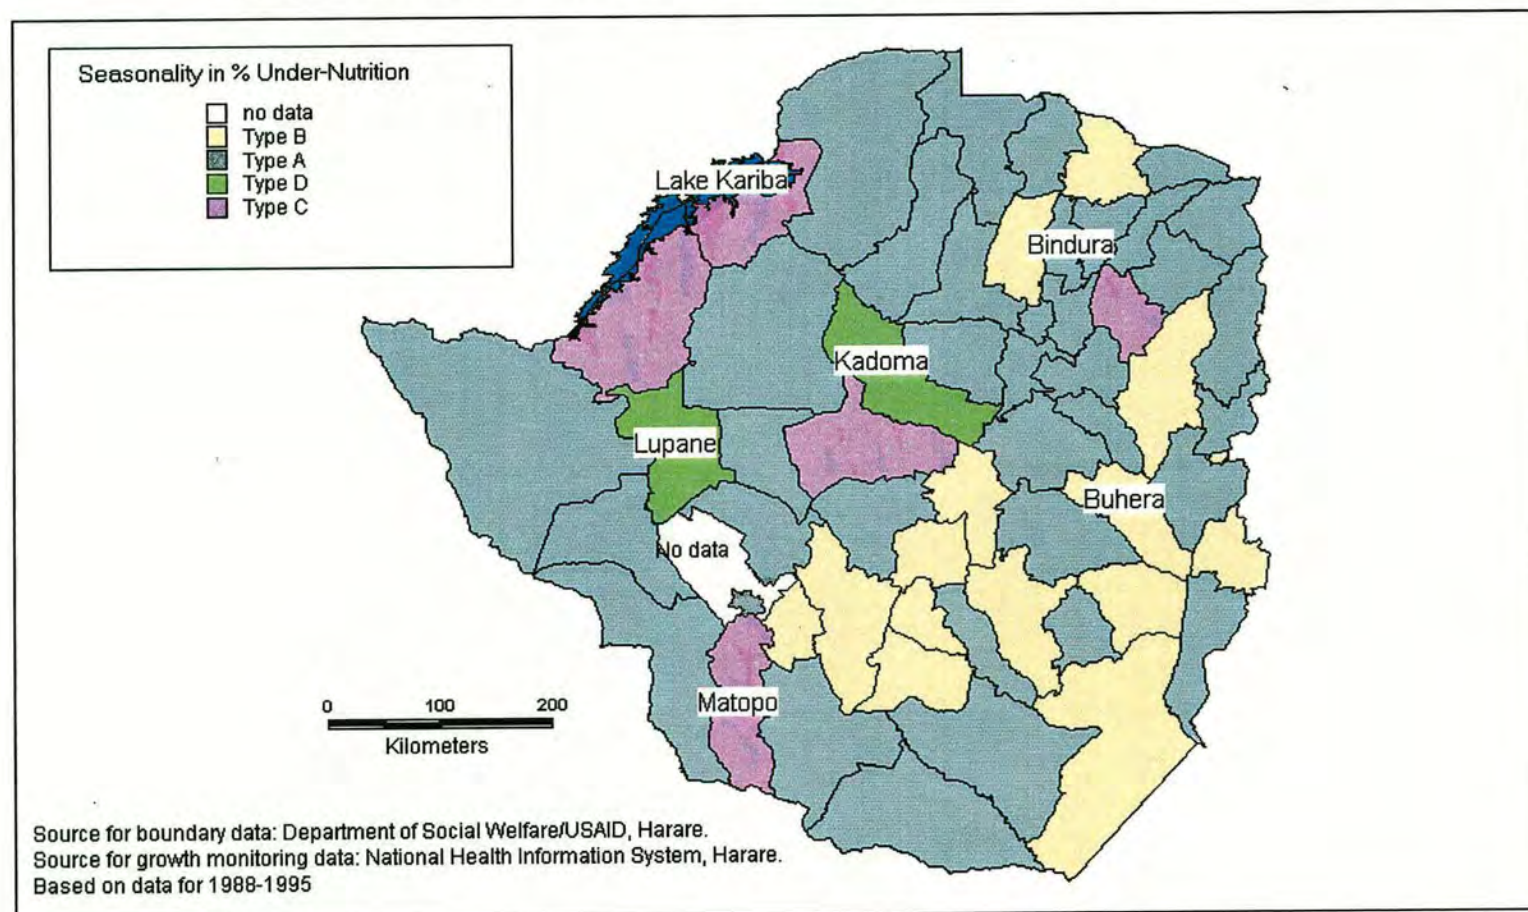 Seasonality in % Under-Nutrition
no data
Type B
Type A
Type D
Type C
Lake Kariba
Bindura
Kadoma
Lupane
Buhera
No data
Matopo
0 100 200
Kilometers
Source for boundary data: Department of Social Welfare/USAID, Harare.
Source for growth monitoring data: National Health Information System, Harare.
Based on data for 1988-1995